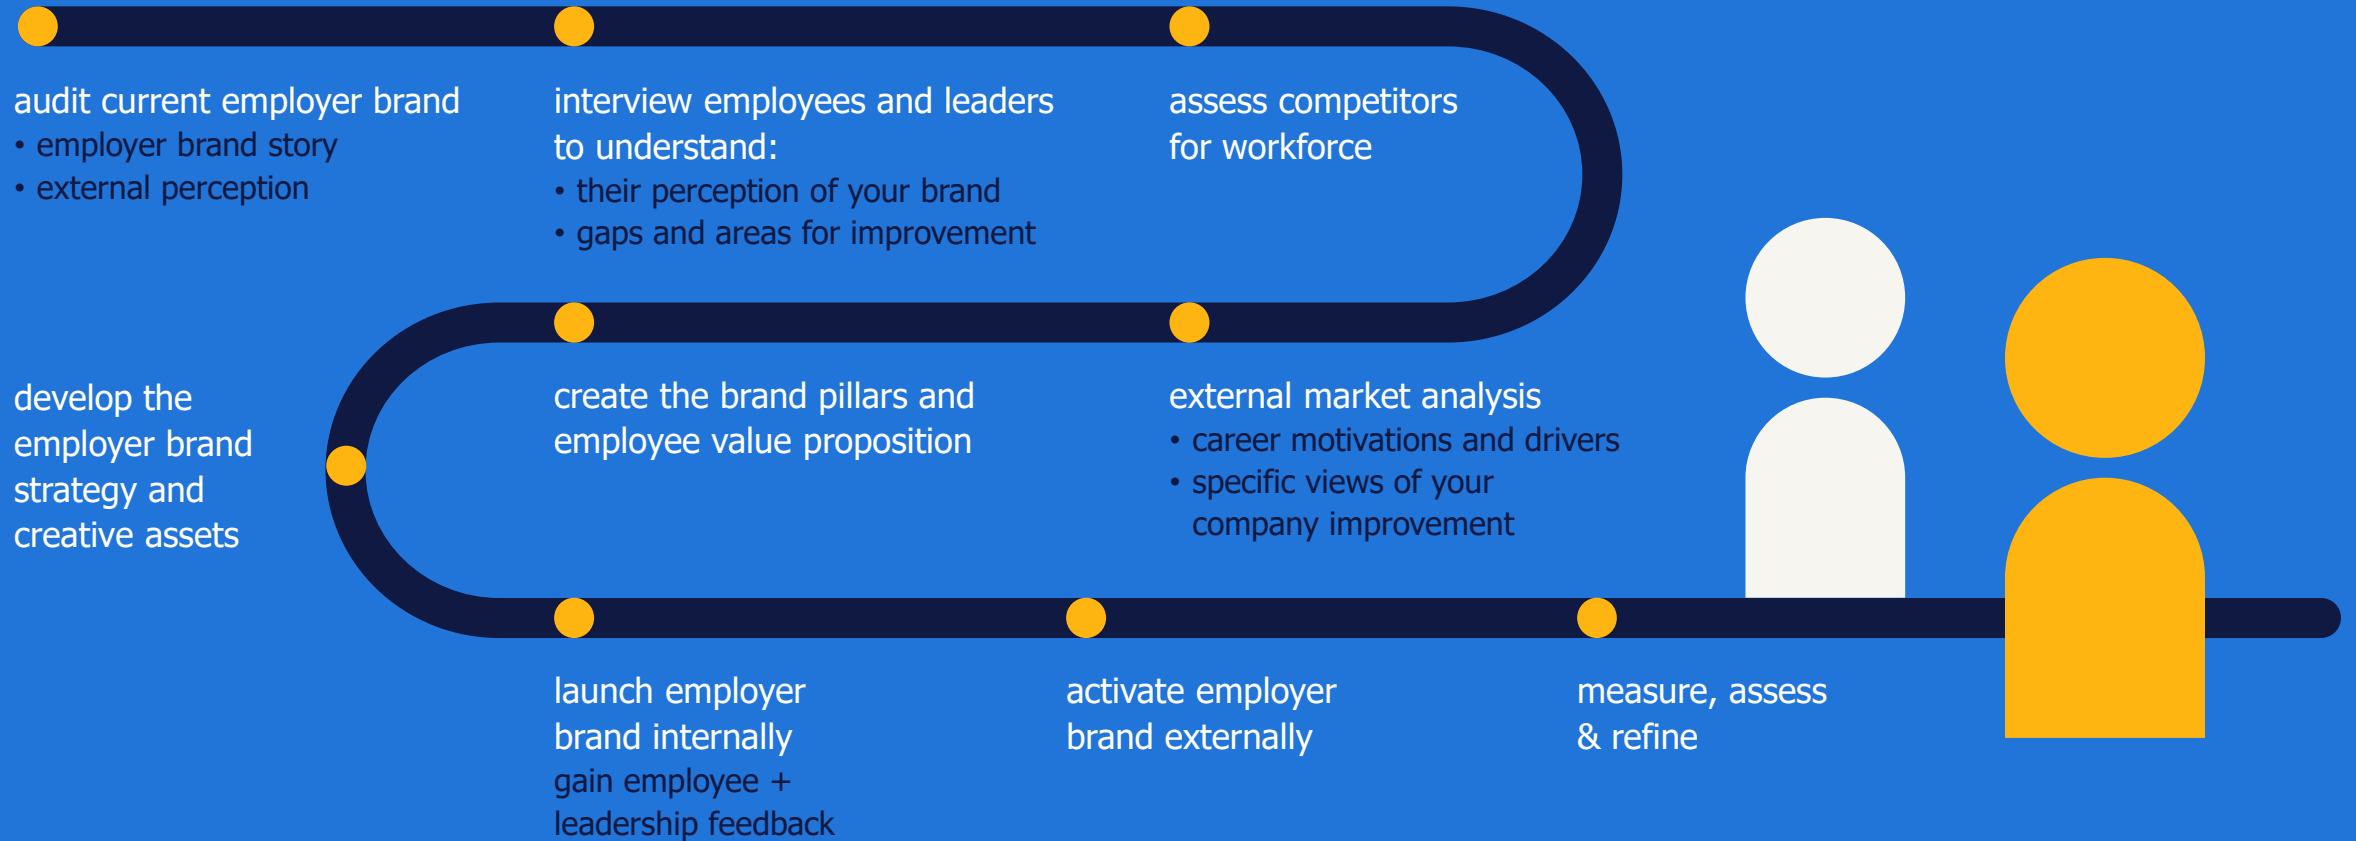 audit current employer brand
• employer brand story
• external perception
interview employees and leaders
to understand:
• their perception of your brand
• gaps and areas for improvement
assess competitors
for workforce
external market analysis
• career motivations and drivers
• specific views of your
company improvement
create the brand pillars and
employee value proposition
develop the
employer brand
strategy and
creative assets
launch employer
brand internally
gain employee +
leadership feedback
activate employer
brand externally
measure, assess
& refine